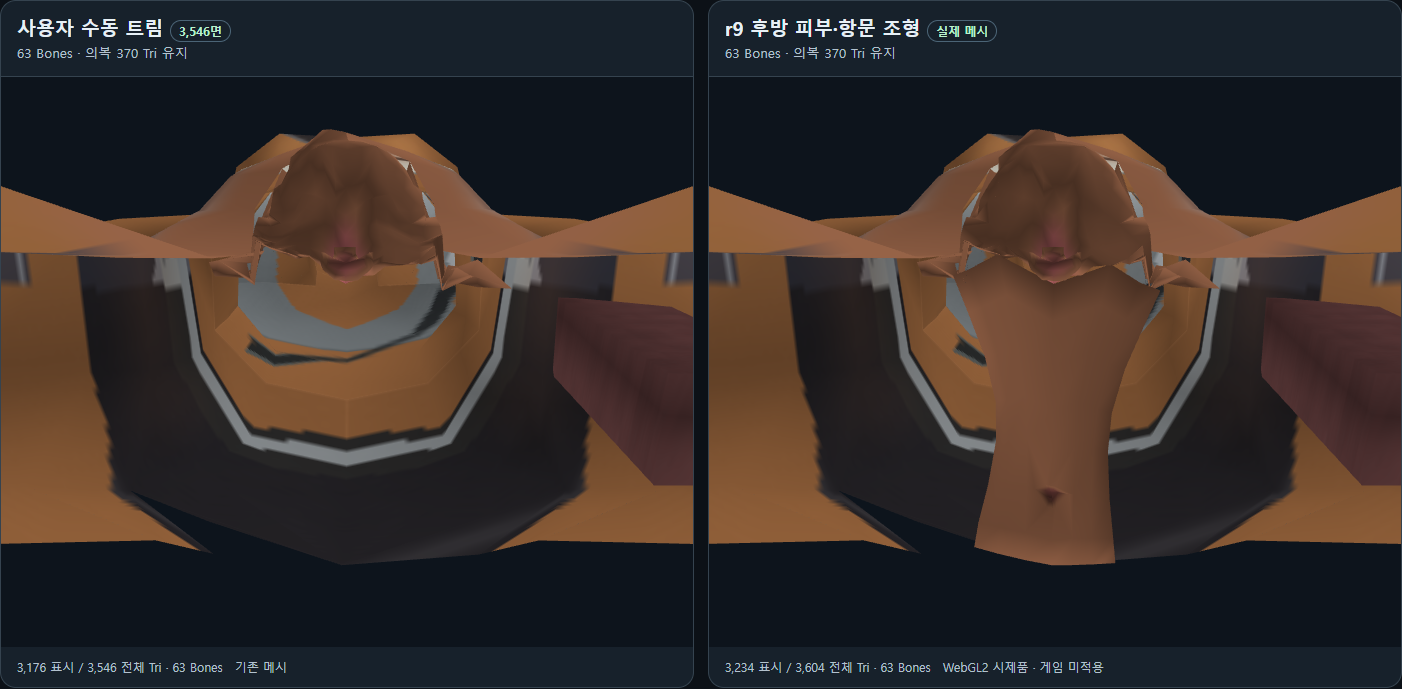 사용자 수동 트림 3,546면
63 Bones · 의복 370 Tri 유지
3,176 표시 / 3,546 전체 Tri · 63 Bones 기존 메시
r9 후방 피부·항문 조형 실제 메시
63 Bones · 의복 370 Tri 유지
3,234 표시 / 3,604 전체 Tri · 63 Bones WebGL2 시제품 · 게임 미적용